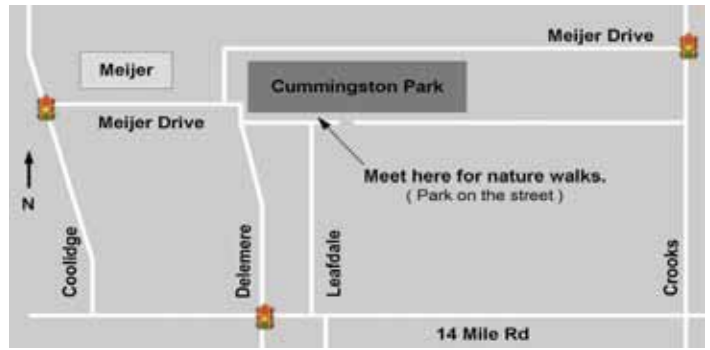 Meijer Drive
Meijer
Cummingston Park
Meijer Drive
Meet here for nature walks.
( Park on the street )
N
Coolidge
Delemere
Leafdale
Crooks
14 Mile Rd